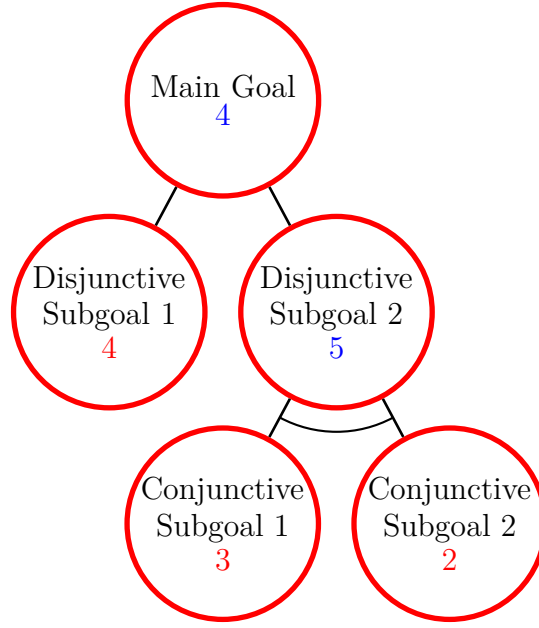 Main Goal
4
Disjunctive
Subgoal 1
4
Disjunctive
Subgoal 2
5
Conjunctive
Subgoal 1
3
Conjunctive
Subgoal 2
2